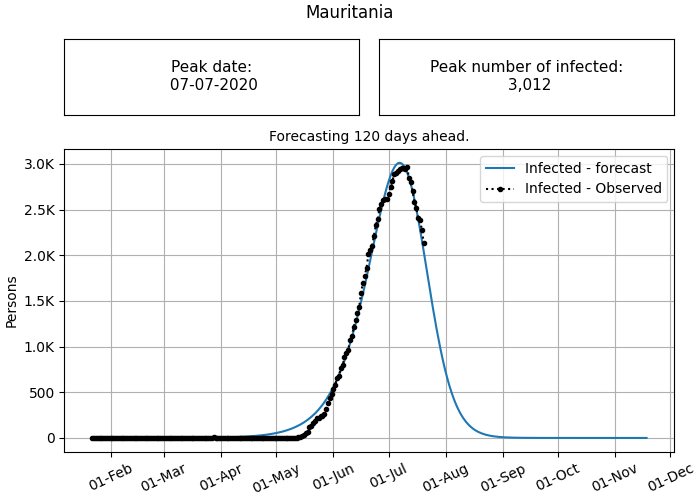 Mauritania
Peak date:
07-07-2020
Peak number of infected:
3,012
Forecasting 120 days ahead.
Infected - forecast
Infected - Observed
Persons
3.0K
2.5K
2.0K
1.5K
1.0K
500
0
01-Feb
01-Mar
01-Apr
01-May
01-Jun
01-Jul
01-Aug
01-Sep
01-Oct
01-Nov
01-Dec